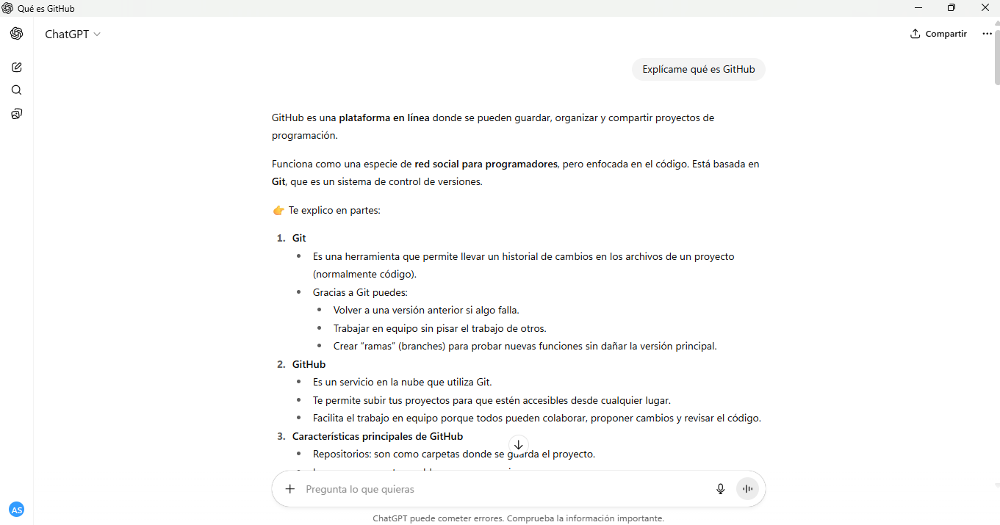 Qué es GitHub
ChatGPT
Compartir
Explícame qué es GitHub
GitHub es una plataforma en línea donde se pueden guardar, organizar y compartir proyectos de
programación.
Funciona como una especie de red social para programadores, pero enfocada en el código. Está basada en
Git, que es un sistema de control de versiones.
👉 Te explico en partes:
1. Git
• Es una herramienta que permite llevar un historial de cambios en los archivos de un proyecto
(normalmente código).
• Gracias a Git puedes:
• Volver a una versión anterior si algo falla.
• Trabajar en equipo sin pisar el trabajo de otros.
• Crear “ramas” (branches) para probar nuevas funciones sin dañar la versión principal.
2. GitHub
• Es un servicio en la nube que utiliza Git.
• Te permite subir tus proyectos para que estén accesibles desde cualquier lugar.
• Facilita el trabajo en equipo porque todos pueden colaborar, proponer cambios y revisar el código.
3. Características principales de GitHub
• Repositorios: son como carpetas donde se guarda el proyecto.
Pregunta lo que quieras
AS
ChatGPT puede cometer errores. Comprueba la información importante.